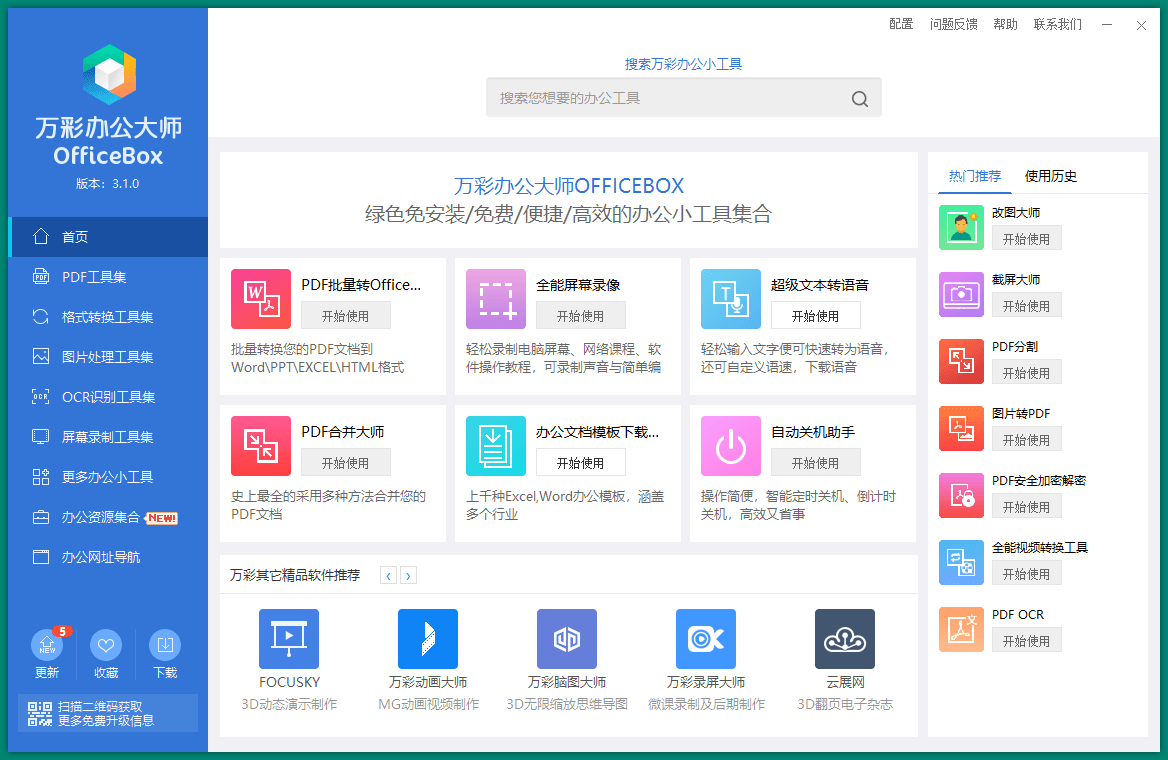 配置 问题反馈 帮助 联系我们
万彩办公大师
OfficeBox
版本：3.1.0
首页
PDF
PDF工具集
格式转换工具集
图片处理工具集
OCR
OCR识别工具集
屏幕录制工具集
更多办公小工具
办公资源集合 NEW!
办公网址导航
NEW
5
更新
收藏
下载
扫描二维码获取
更多免费升级信息
搜索万彩办公小工具
搜索您想要的办公工具
万彩办公大师OFFICEBOX
绿色免安装/免费/便捷/高效的办公小工具集合
W
PDF批量转Office...
开始使用
批量转换您的PDF文档到
Word\PPT\EXCEL\HTML格式
全能屏幕录像
开始使用
轻松录制电脑屏幕、网络课程、软
件操作教程，可录制声音与简单编
T
超级文本转语音
开始使用
轻松输入文字便可快速转为语音，
还可自定义语速，下载语音
PDF合并大师
开始使用
史上最全的采用多种方法合并您的
PDF文档
办公文档模板下载...
开始使用
上千种Excel,Word办公模板，涵盖
多个行业
自动关机助手
开始使用
操作简便，智能定时关机、倒计时
关机，高效又省事
万彩其它精品软件推荐
FOCUSKY
3D动态演示制作
万彩动画大师
MG动画视频制作
万彩脑图大师
3D无限缩放思维导图
万彩录屏大师
微课录制及后期制作
云展网
3D翻页电子杂志
热门推荐 使用历史
改图大师
开始使用
截屏大师
开始使用
PDF分割
开始使用
图片转PDF
开始使用
PDF安全加密解密
开始使用
全能视频转换工具
开始使用
文
PDF OCR
开始使用